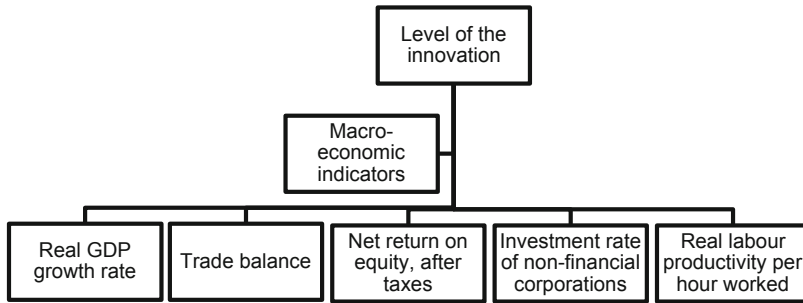 Level of the
innovation
Macro-
economic
indicators
Real GDP
growth rate
Trade balance
Net return on
equity, after
taxes
Investment rate
of non-financial
corporations
Real labour
productivity per
hour worked